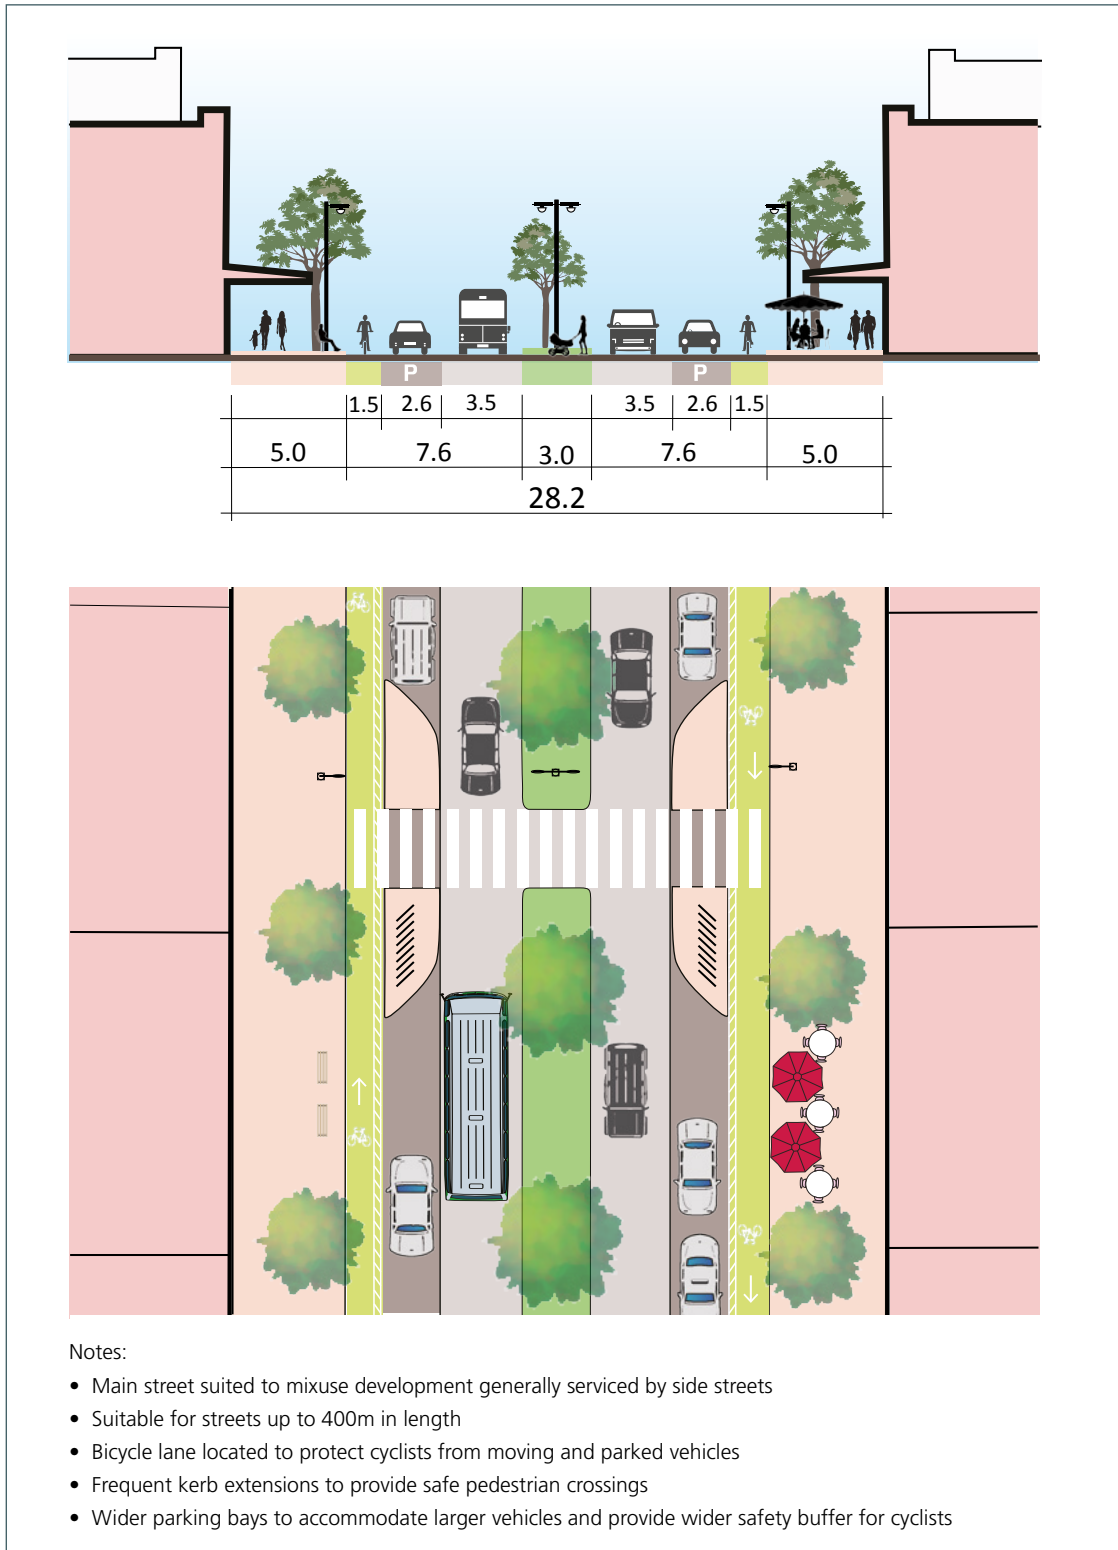 P P
1.5 2.6 3.5 3.5 2.6 1.5
5.0 7.6 3.0 7.6 5.0
28.2
Notes:
• Main street suited to mixuse development generally serviced by side streets
• Suitable for streets up to 400m in length
• Bicycle lane located to protect cyclists from moving and parked vehicles
• Frequent kerb extensions to provide safe pedestrian crossings
• Wider parking bays to accommodate larger vehicles and provide wider safety buffer for cyclists